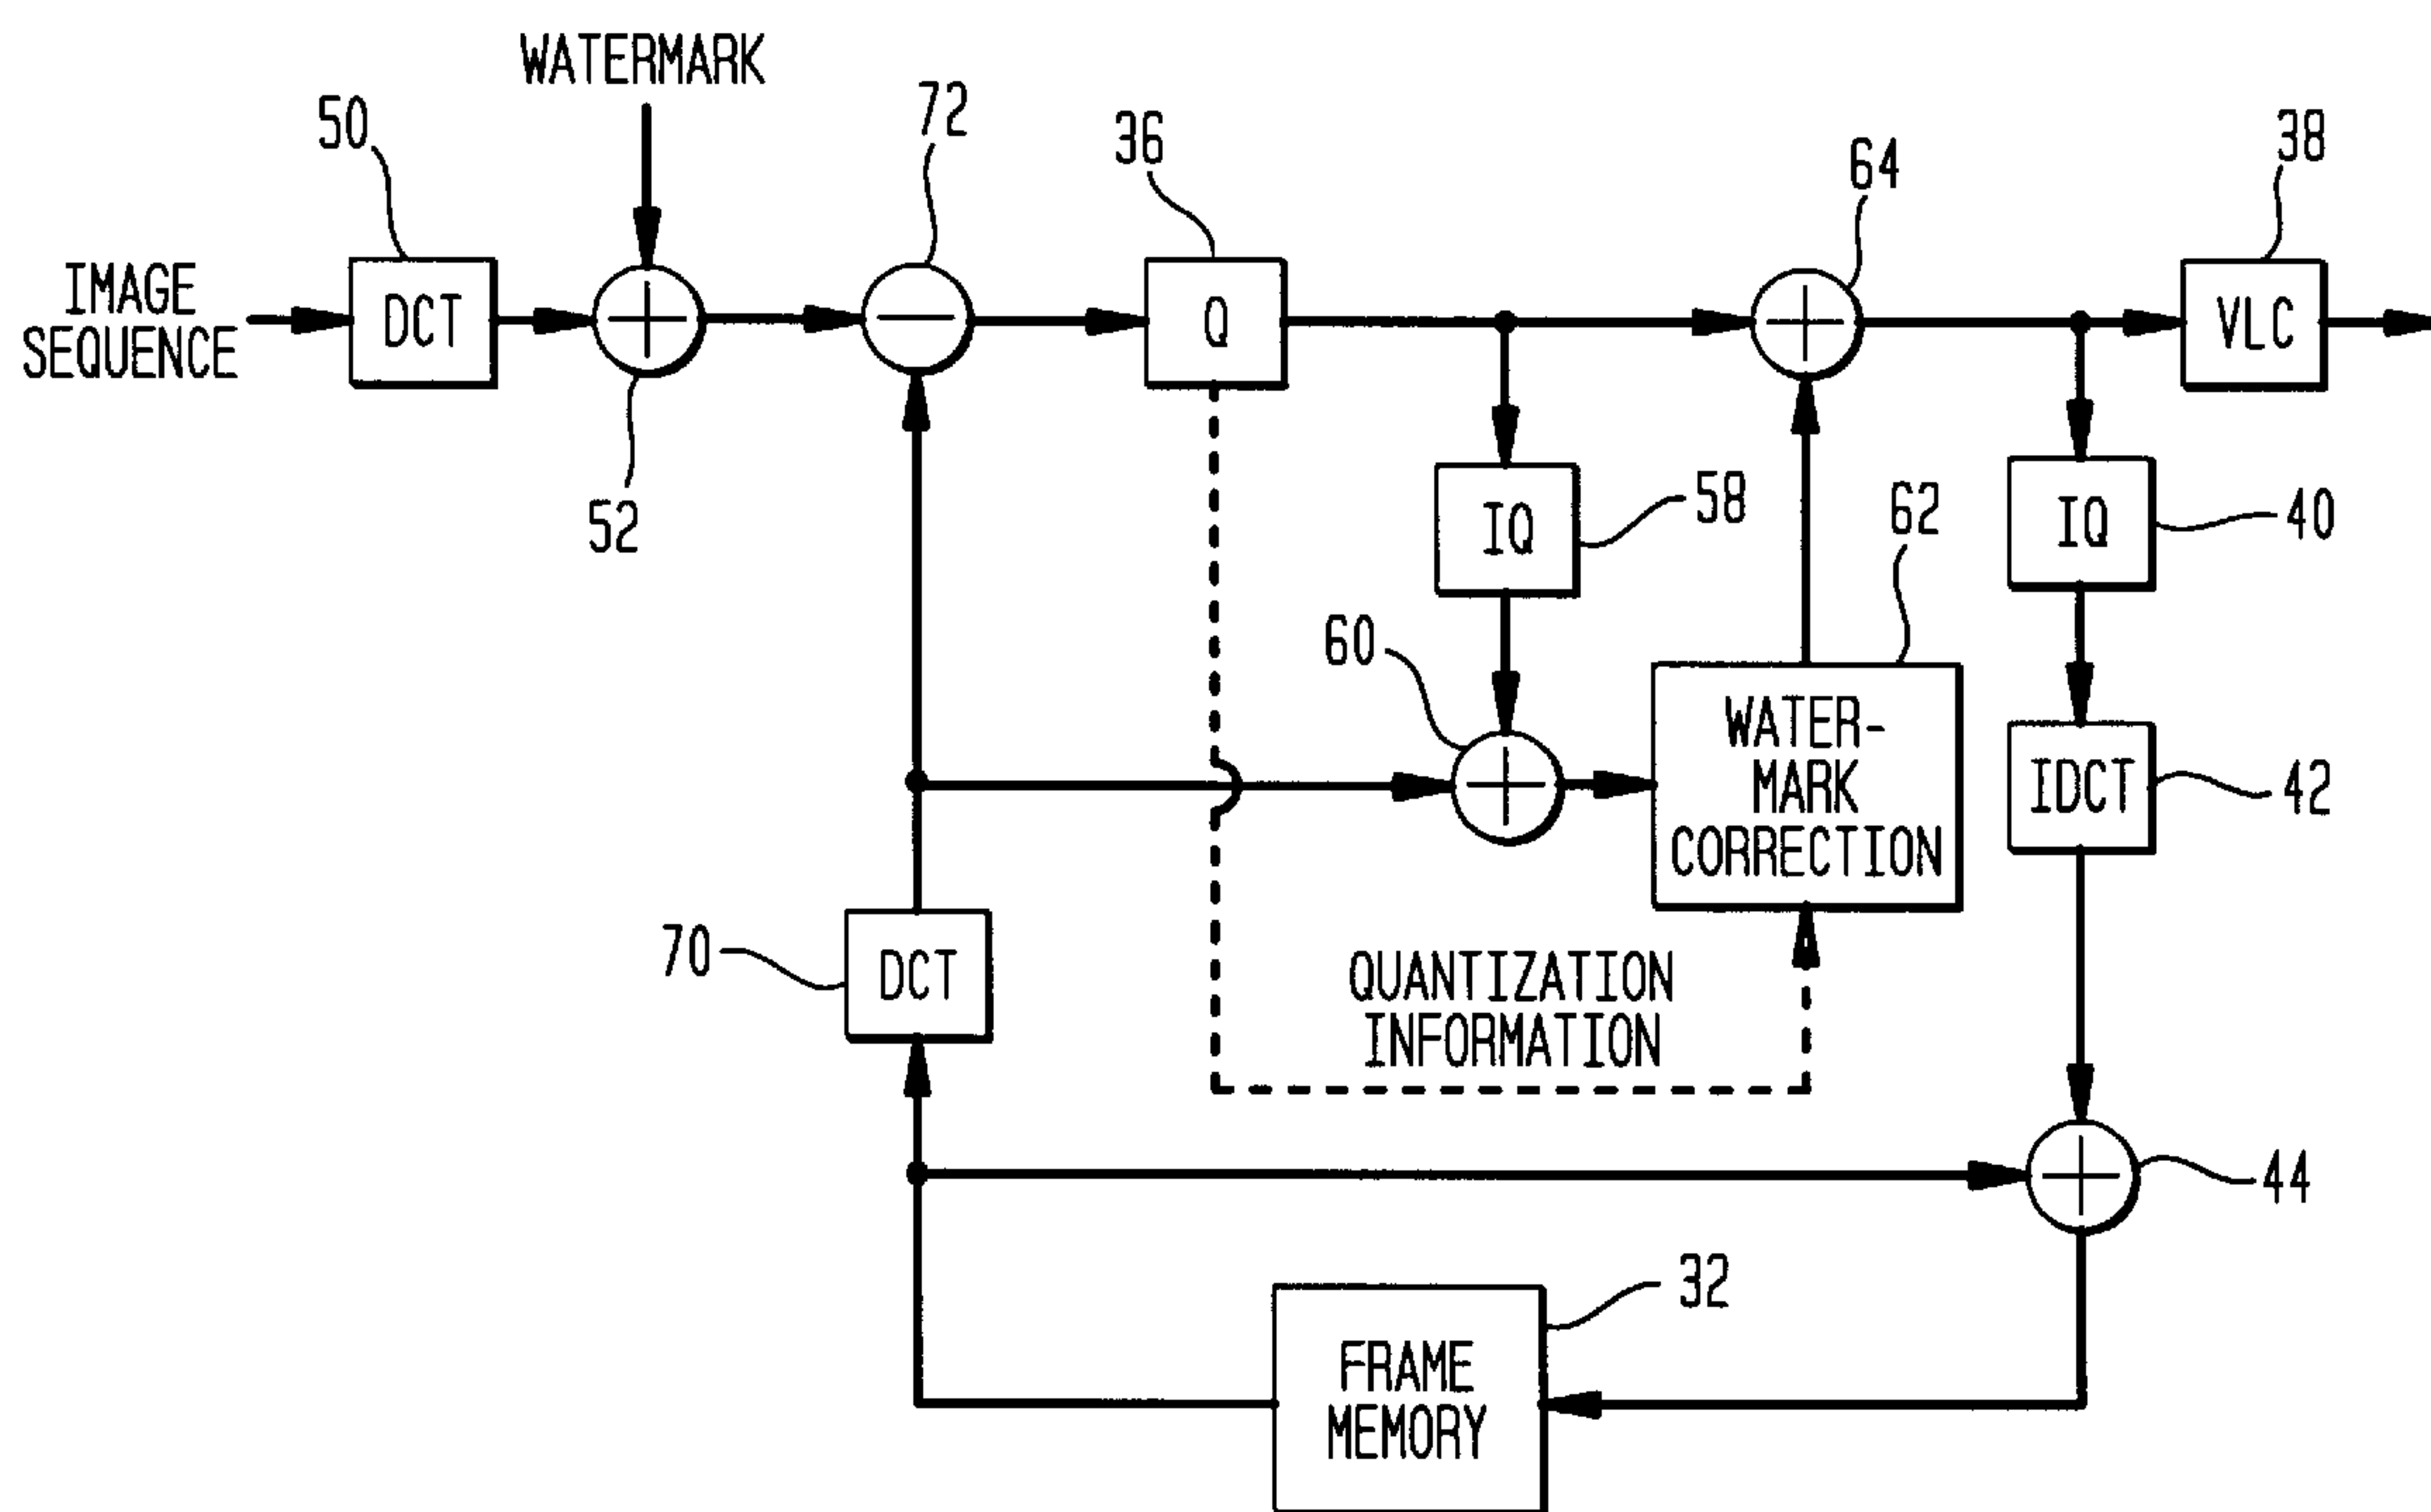 WATERMARK
50
72
36
64
38
IMAGE
SEQUENCE
DCT
Q
VLC
52
IQ
58
62
IQ
40
60
WATER-
MARK
CORRECTION
IDCT
42
70
DCT
QUANTIZATION
INFORMATION
44
32
FRAME
MEMORY